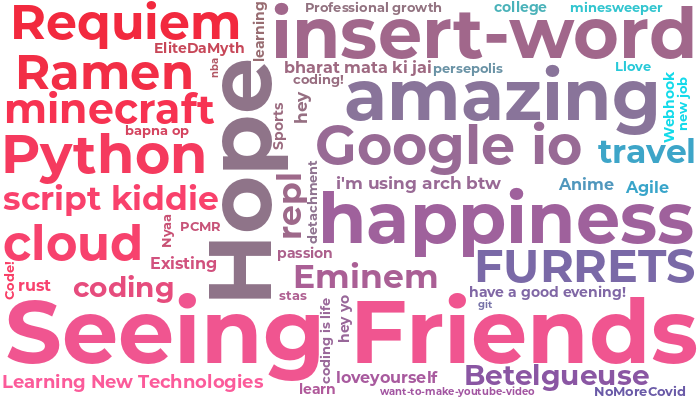 Requiem
EliteDaMyth
learning
Professional growth
college
minesweeper
insert-word
Ramen
nba
bharat mata ki jai
persepolis
Llove
minecraft
coding!
hey
amazing
Webhook
new job
bapna op
Hope
Sports
Python
Google io
travel
script kiddie
repl
detachment
i'm using arch btw
Anime
Agile
cloud
Nyaa
PCMR
happiness
Existing
passion
Code!
rust
coding
stas
Eminem
FURRETS
have a good evening!
git
Seeing Friends
coding is life
hey yo
Learning New Technologies
learn
loveyourself
want-to-make-youtube-video
Betelgueuse
NoMoreCovid